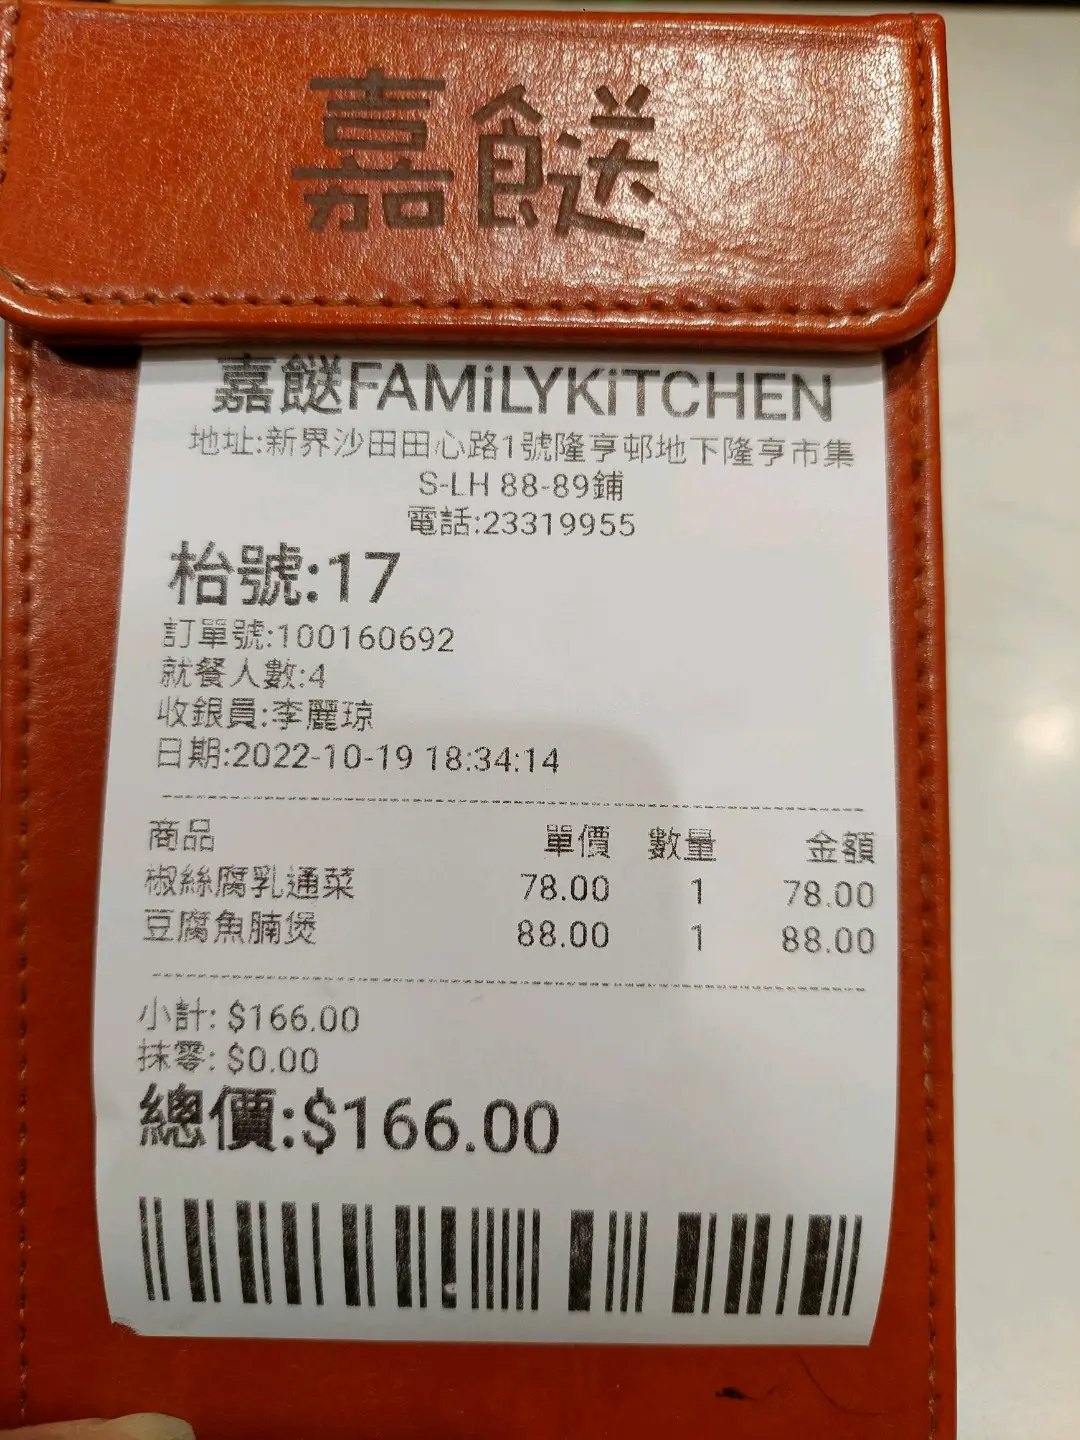 嘉餸
嘉餸FAMiLYKiTCHEN
地址:新界沙田田心路1號隆亨邨地下隆亨市集
S-LH 88-89鋪
電話:23319955
枱號:17
訂單號:100160692
就餐人數:4
收銀員:李麗琼
日期:2022-10-19 18:34:14
商品 單價 數量 金額
椒絲腐乳通菜 78.00 1 78.00
豆腐魚腩煲 88.00 1 88.00
小計: $166.00
抹零: $0.00
總價:$166.00